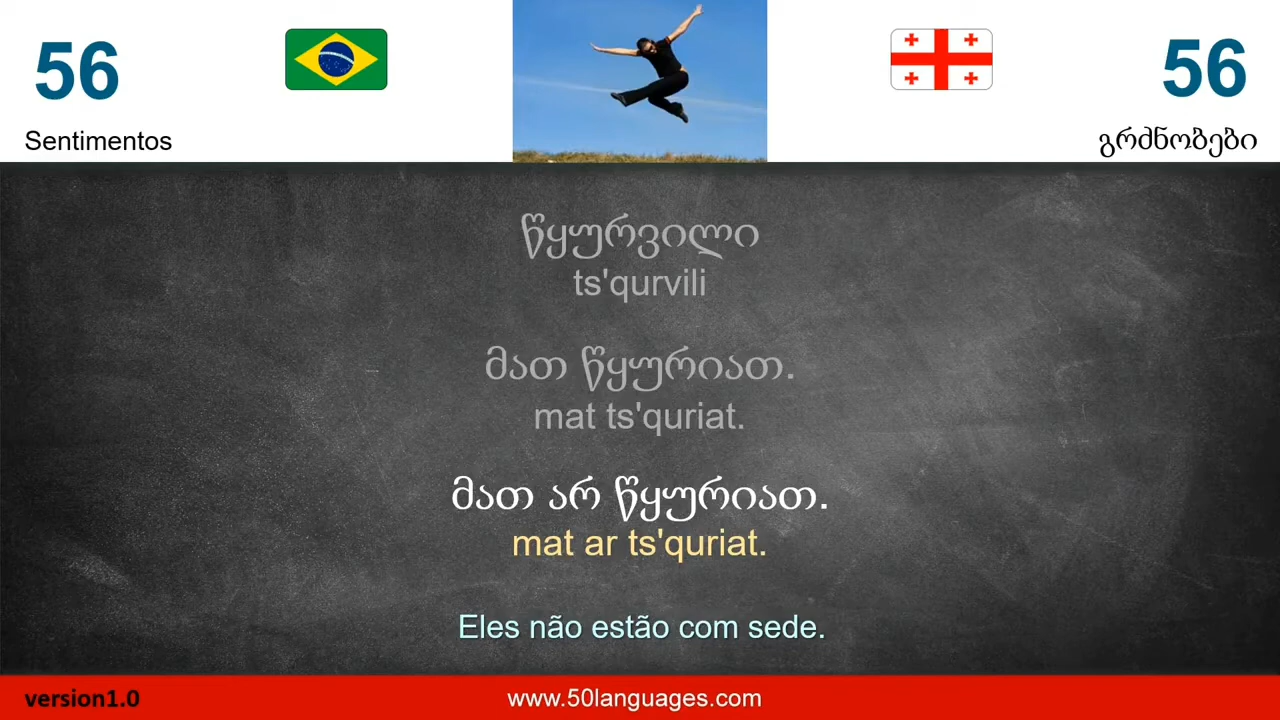 56
56
Sentimentos
გრძნობები
წყურვილი
ts'qurvili
მათ წყურიათ.
mat ts'quriat.
მათ არ წყურიათ.
mat ar ts'quriat.
Eles não estão com sede.
version1.0
www.50languages.com